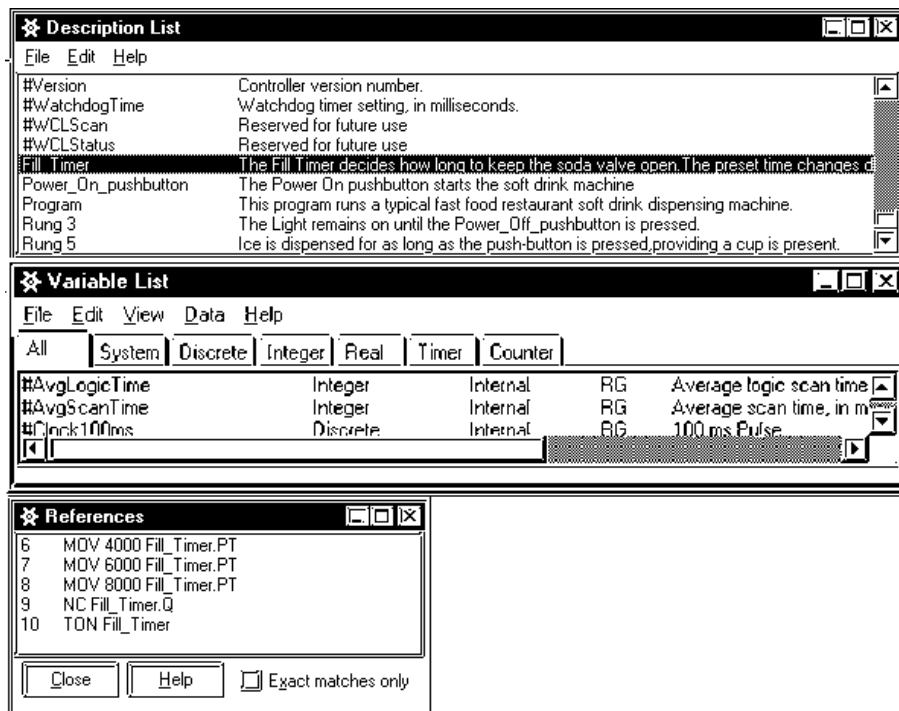 Description List
File Edit Help
#Version Controller version number.
#WatchdogTime Watchdog timer setting, in milliseconds.
#WCLScan Reserved for future use
#WCLStatus Reserved for future use
Fill_Timer The Fill Timer decides how long to keep the soda valve open.The preset time changes d
Power_On_pushbutton The Power On pushbutton starts the soft drink machine
Program This program runs a typical fast food restaurant soft drink dispensing machine.
Rung 3 The Light remains on until the Power_Off_pushbutton is pressed.
Rung 5 Ice is dispensed for as long as the push-button is pressed,providing a cup is present.
Variable List
File Edit View Data Help
All System Discrete Integer Real Timer Counter
#AvgLogicTime Integer Internal RG Average logic scan time
#AvgScanTime Integer Internal RG Average scan time, in m
#Clock100ms Discrete Internal RG 100 ms Pulse
References
6 MOV 4000 Fill_Timer.PT
7 MOV 6000 Fill_Timer.PT
8 MOV 8000 Fill_Timer.PT
9 NC Fill_Timer.Q
10 TON Fill_Timer
Close Help Exact matches only